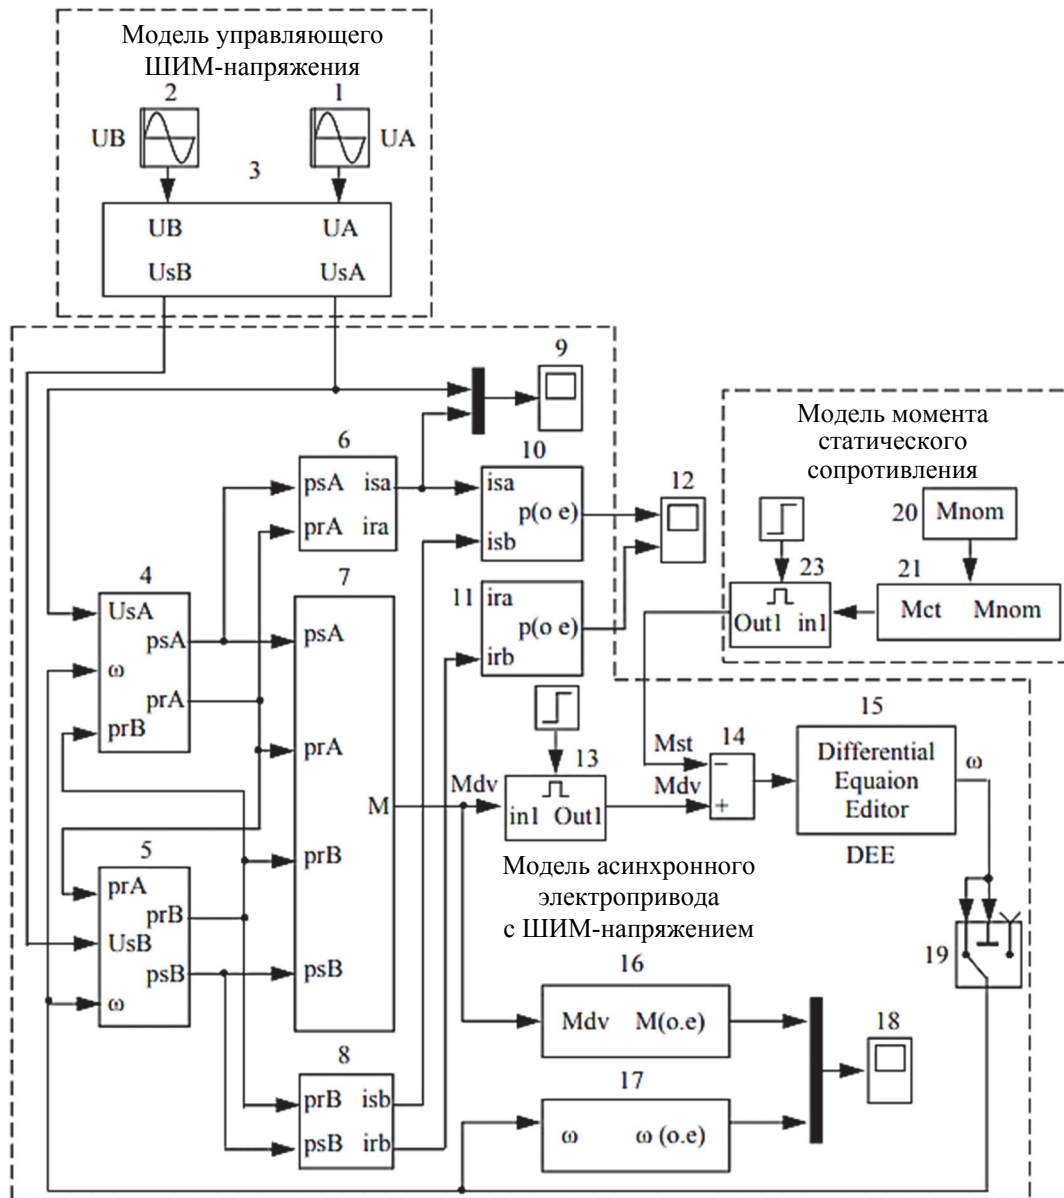 Модель управляющего
ШИМ-напряжения
2
1
UB
UA
3
UB UA
UsB UsA
9
Модель момента
статического
сопротивления
6
psA isa
prA ira
10
isa
p(o e)
isb
12
20
Mnom
23
Out1 in1
21
Mct Mnom
4
UsA
psA
ω
prA
prB
7
psA
prA
M
prB
psB
11
ira
p(o e)
irb
13
Mdv
in1 Out1
Mst
Mdv
14
−
+
15
Differential
Equaion
Editor
DEE
ω
5
prA
prB
UsB
psB
ω
Модель асинхронного
электропривода
с ШИМ-напряжением
19
16
Mdv M(o.e)
18
8
prB isb
psB irb
17
ω ω (o.e)